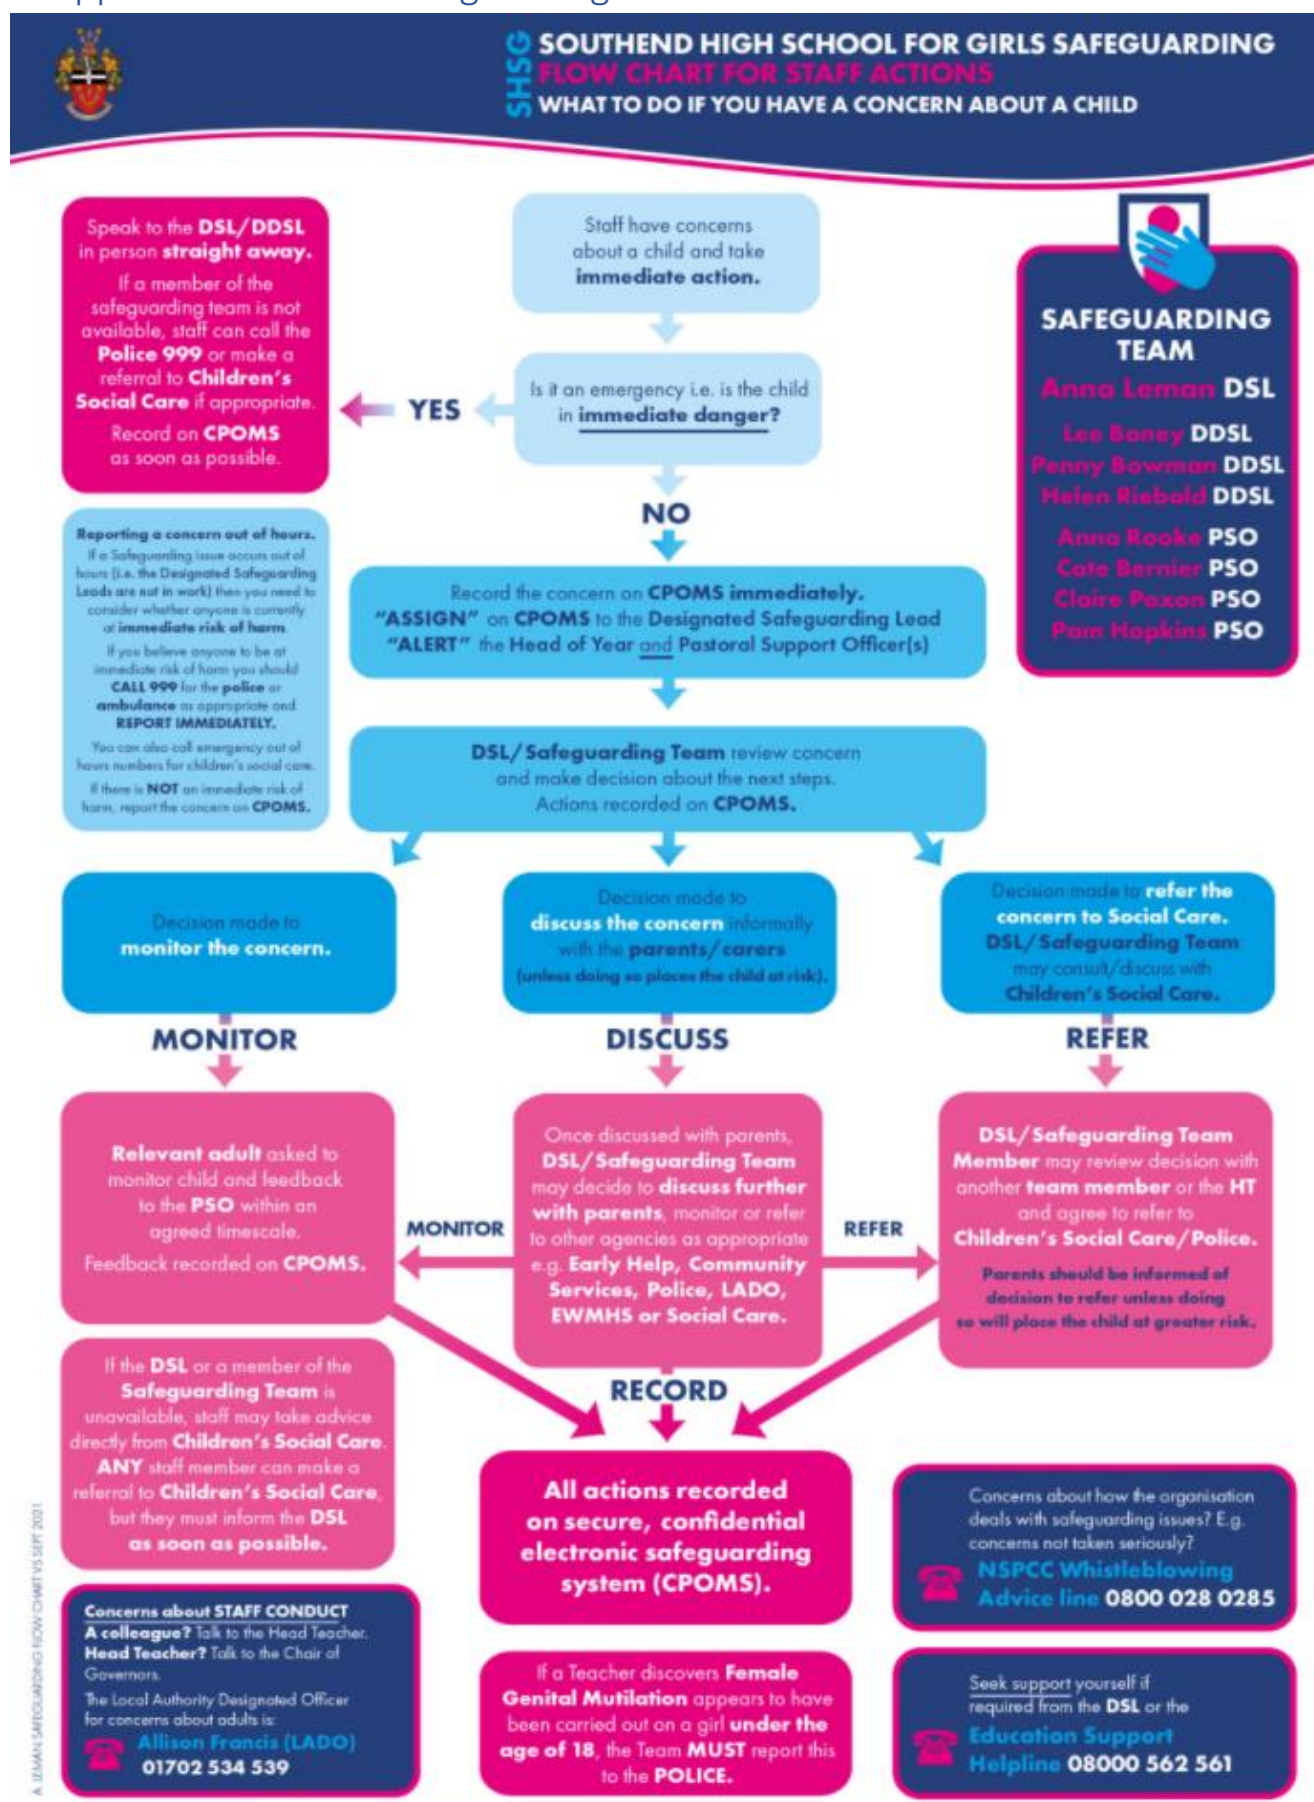 SHSG
SOUTHEND HIGH SCHOOL FOR GIRLS SAFEGUARDING
FLOW CHART FOR STAFF ACTIONS
WHAT TO DO IF YOU HAVE A CONCERN ABOUT A CHILD
Speak to the DSL/DDSL
in person straight away.
If a member of the
safeguarding team is not
available, staff can call the
Police 999 or make a
referral to Children's
Social Care if appropriate.
Record on CPOMS
as soon as possible.
Staff have concerns
about a child and take
immediate action.
Is it an emergency i.e. is the child
in immediate danger?
YES
NO
SAFEGUARDING
TEAM
Anna Leman DSL
Lee Boney DDSL
Penny Bowman DDSL
Helen Riebold DDSL
Anna Rooke PSO
Cate Bernier PSO
Claire Paxon PSO
Pam Hopkins PSO
Reporting a concern out of hours.
If a Safeguarding issue occurs out of
hours (i.e. the Designated Safeguarding
Leads are not in work) then you need to
consider whether anyone is currently
at immediate risk of harm.
If you believe anyone to be at
immediate risk of harm you should
CALL 999 for the police or
ambulance as appropriate and
REPORT IMMEDIATELY.
You can also call emergency out of
hours numbers for children's social care.
If there is NOT an immediate risk of
harm, report the concern on CPOMS.
Record the concern on CPOMS immediately.
"ASSIGN" on CPOMS to the Designated Safeguarding Lead
"ALERT" the Head of Year and Pastoral Support Officer(s)
DSL/Safeguarding Team review concern
and make decision about the next steps.
Actions recorded on CPOMS.
Decision made to
monitor the concern.
Decision made to
discuss the concern informally
with the parents/carers
(unless doing so places the child at risk).
Decision made to refer the
concern to Social Care.
DSL/Safeguarding Team
may consult/discuss with
Children's Social Care.
MONITOR
DISCUSS
REFER
Relevant adult asked to
monitor child and feedback
to the PSO within an
agreed timescale.
Feedback recorded on CPOMS.
MONITOR
Once discussed with parents,
DSL/Safeguarding Team
may decide to discuss further
with parents, monitor or refer
to other agencies as appropriate
e.g. Early Help, Community
Services, Police, LADO,
EWMHS or Social Care.
REFER
DSL/Safeguarding Team
Member may review decision with
another team member or the HT
and agree to refer to
Children's Social Care/Police.
Parents should be informed of
decision to refer unless doing
so will place the child at greater risk.
If the DSL or a member of the
Safeguarding Team is
unavailable, staff may take advice
directly from Children's Social Care.
ANY staff member can make a
referral to Children's Social Care,
but they must inform the DSL
as soon as possible.
RECORD
All actions recorded
on secure, confidential
electronic safeguarding
system (CPOMS).
Concerns about how the organisation
deals with safeguarding issues? E.g.
concerns not taken seriously?
NSPCC Whistleblowing
Advice line 0800 028 0285
Concerns about STAFF CONDUCT
A colleague? Talk to the Head Teacher.
Head Teacher? Talk to the Chair of
Governors.
The Local Authority Designated Officer
for concerns about adults is:
Allison Francis (LADO)
01702 534 539
If a Teacher discovers Female
Genital Mutilation appears to have
been carried out on a girl under the
age of 18, the Team MUST report this
to the POLICE.
Seek support yourself if
required from the DSL or the
Education Support
Helpline 08000 562 561
A. LEMAN SAFEGUARDING FLOW CHART V5 SEPT 2021